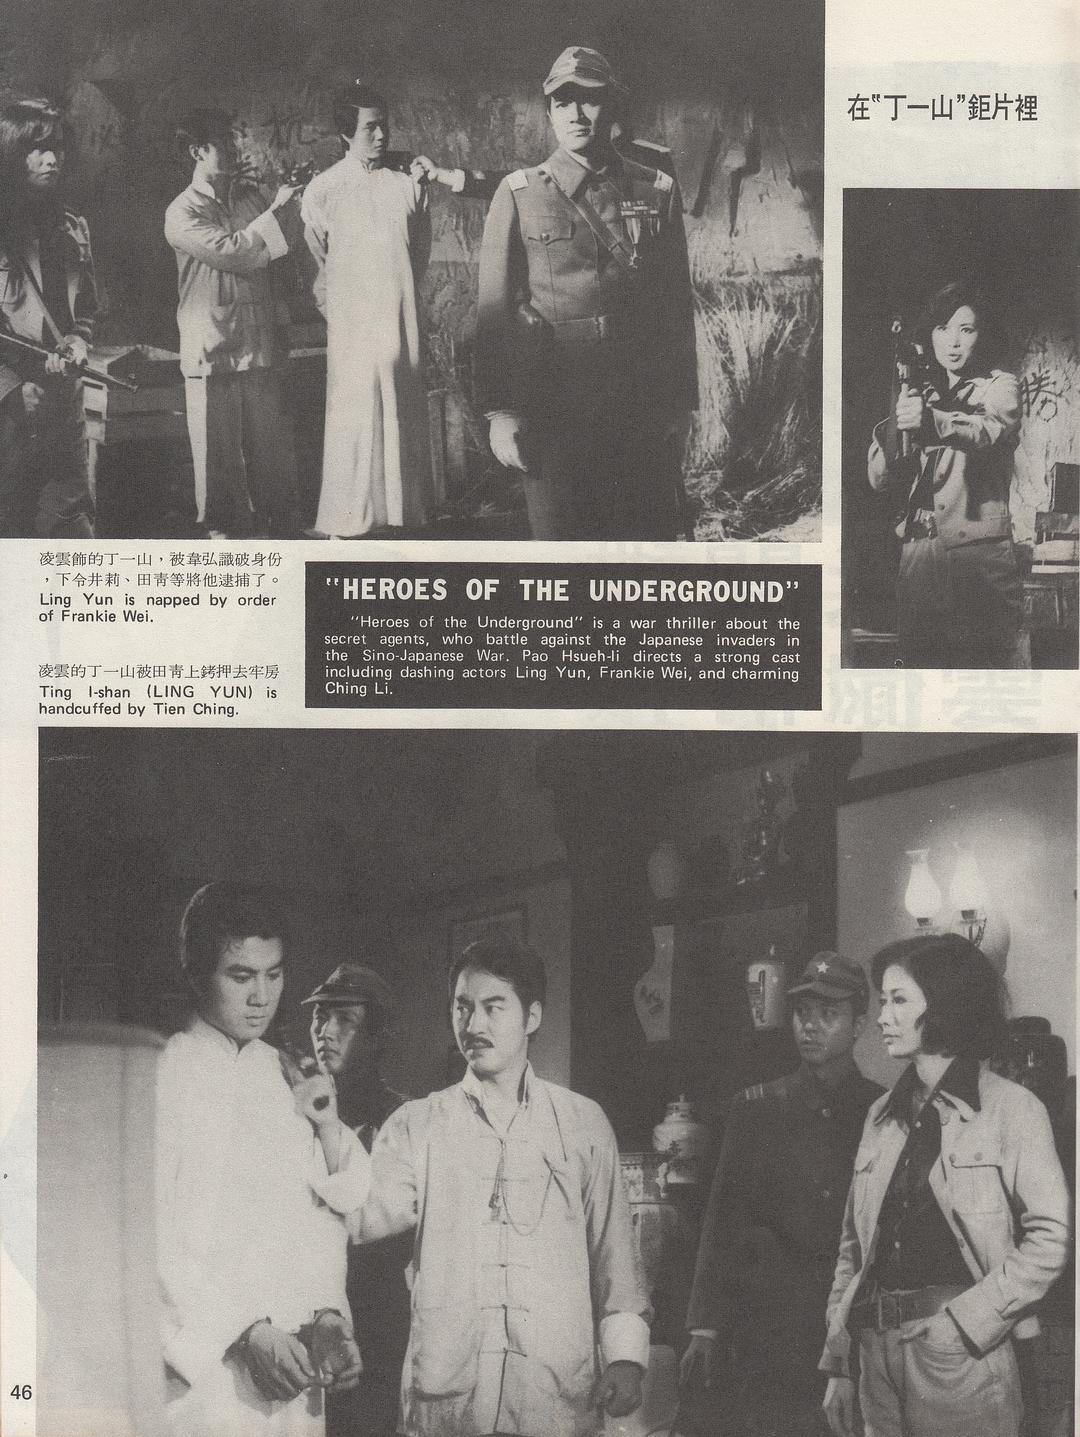 在“丁一山”鉅片裡
勝
凌雲飾的丁一山，被韋弘識破身份
，下令井莉、田靑等將他逮捕了。
Ling Yun is napped by order
of Frankie Wei.
凌雲的丁一山被田靑上銬押去牢房
Ting I-shan (LING YUN) is
handcuffed by Tien Ching.
“HEROES OF THE UNDERGROUND”
“Heroes of the Underground” is a war thriller about the
secret agents, who battle against the Japanese invaders in
the Sino-Japanese War. Pao Hsueh-li directs a strong cast
including dashing actors Ling Yun, Frankie Wei, and charming
Ching Li.
46